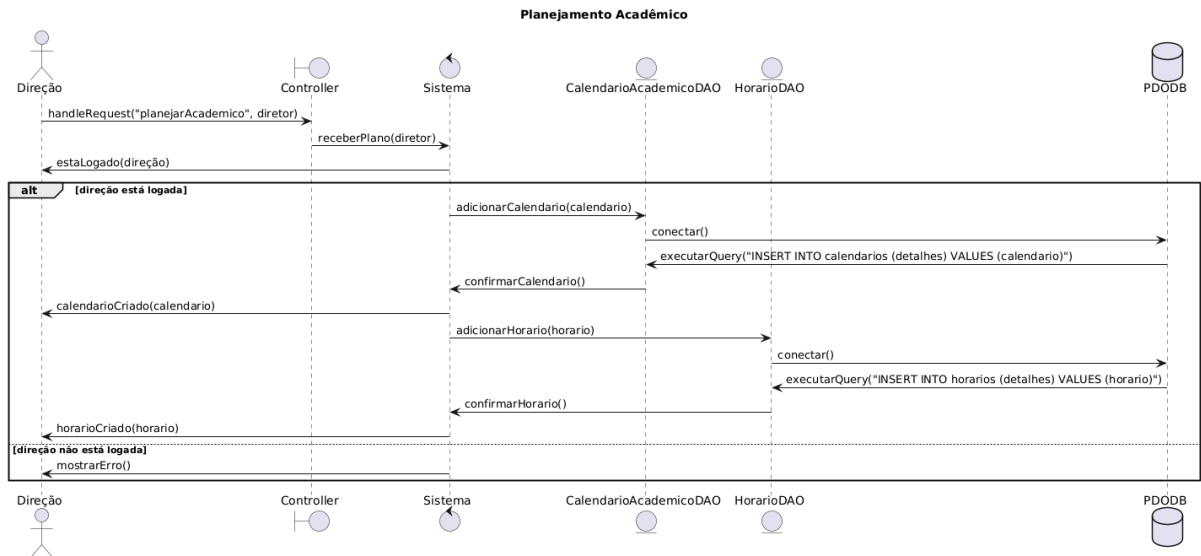 Planejamento Acadêmico
Direção
Controller
Sistema
CalendarioAcademicoDAO
HorarioDAO
PDODB
handleRequest("planejarAcademico", diretor)
receberPlano(diretor)
estaLogado(direção)
alt [direção está logada]
adicionarCalendario(calendario)
conectar()
executarQuery("INSERT INTO calendarios (detalhes) VALUES (calendario)")
confirmarCalendario()
calendarioCriado(calendario)
adicionarHorario(horario)
conectar()
executarQuery("INSERT INTO horarios (detalhes) VALUES (horario)")
confirmarHorario()
horarioCriado(horario)
[direção não está logada]
mostrarErro()
Direção
Controller
Sistema
CalendarioAcademicoDAO
HorarioDAO
PDODB